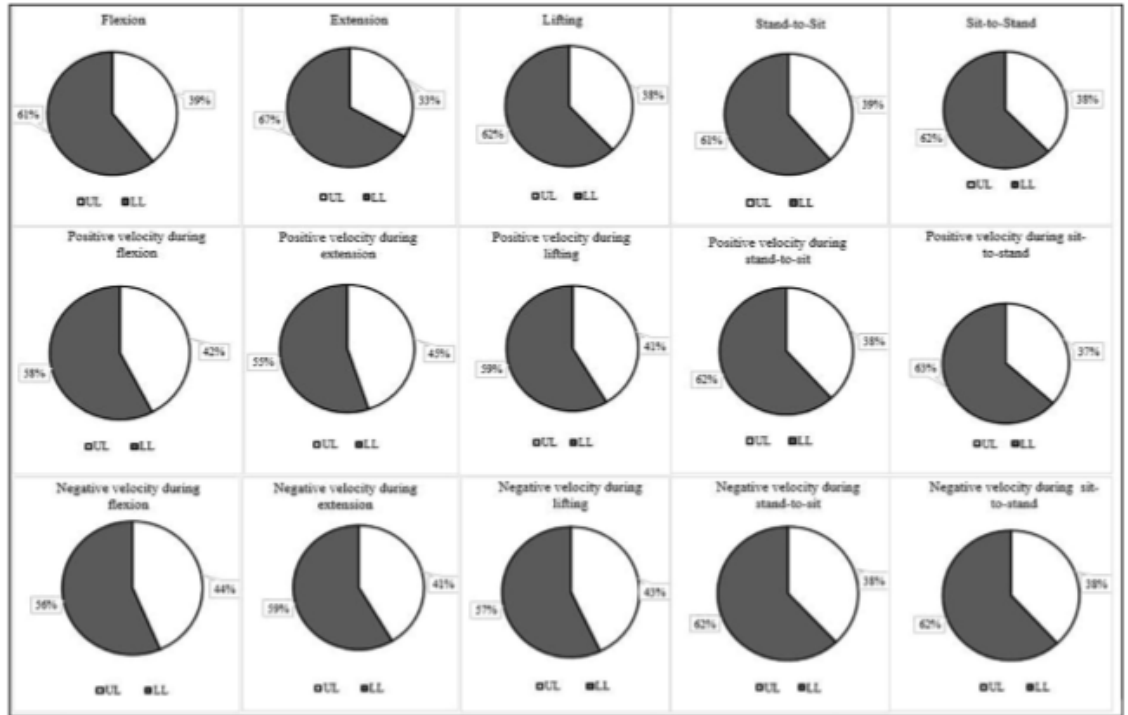 Flexion
39%
61%
UL LL
Extension
33%
67%
UL LL
Lifting
38%
62%
UL LL
Stand-to-Sit
39%
61%
UL LL
Sit-to-Stand
38%
62%
UL LL
Positive velocity during
flexion
42%
58%
UL LL
Positive velocity during
extension
55%
45%
UL LL
Positive velocity during
lifting
41%
59%
UL LL
Positive velocity during
stand-to-sit
38%
62%
UL LL
Positive velocity during sit-
to-stand
37%
63%
UL LL
Negative velocity during
flexion
44%
56%
UL LL
Negative velocity during
extension
41%
59%
UL LL
Negative velocity during
lifting
43%
57%
UL LL
Negative velocity during
stand-to-sit
38%
62%
UL LL
Negative velocity during sit-
to-stand
38%
62%
UL LL